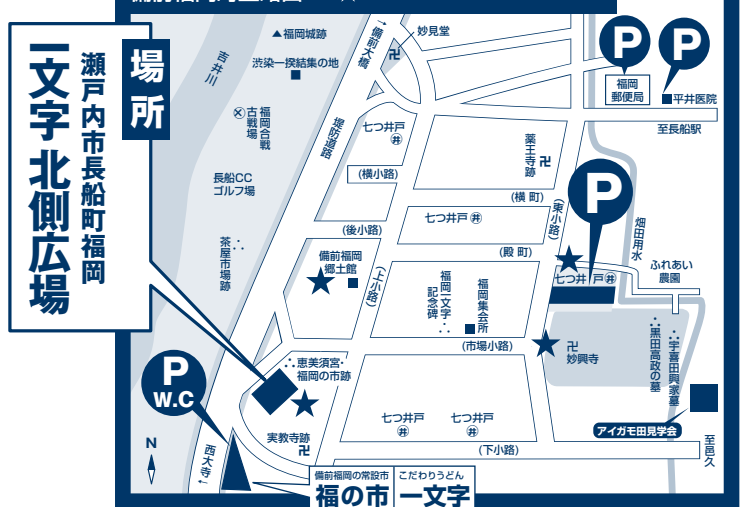 場所
瀬戸内市長船町福岡
一文字 北側広場
吉井川
▲福岡城跡
渋染一揆結集の地
福岡合戦
古戦場
長船CC
ゴルフ場
茶屋市場跡
↑備前大橋
妙見堂
卍
堤防道路
七つ井戸
井
(横小路)
(後小路)
備前福岡
郷土館
(上小路)
P
P
福岡
郵便局
平井医院
至長船駅
薬王寺跡
卍
(横町)
七つ井戸 井
(東小路)
(殿町)
P
畑田用水
七つ井戸 井
ふれあい
農園
福岡一文字
記念碑
福岡集会所
(市場小路)
卍
妙興寺
黒田高政の墓
宇喜田興家墓
アイガモ田見学会
至邑久
P
W.C
恵美須宮・
福岡の市跡
実教寺跡
卍
七つ井戸
井
七つ井戸
井
(下小路)
N
西大寺↓
備前福岡の常設市
福の市
こだわりうどん
一文字